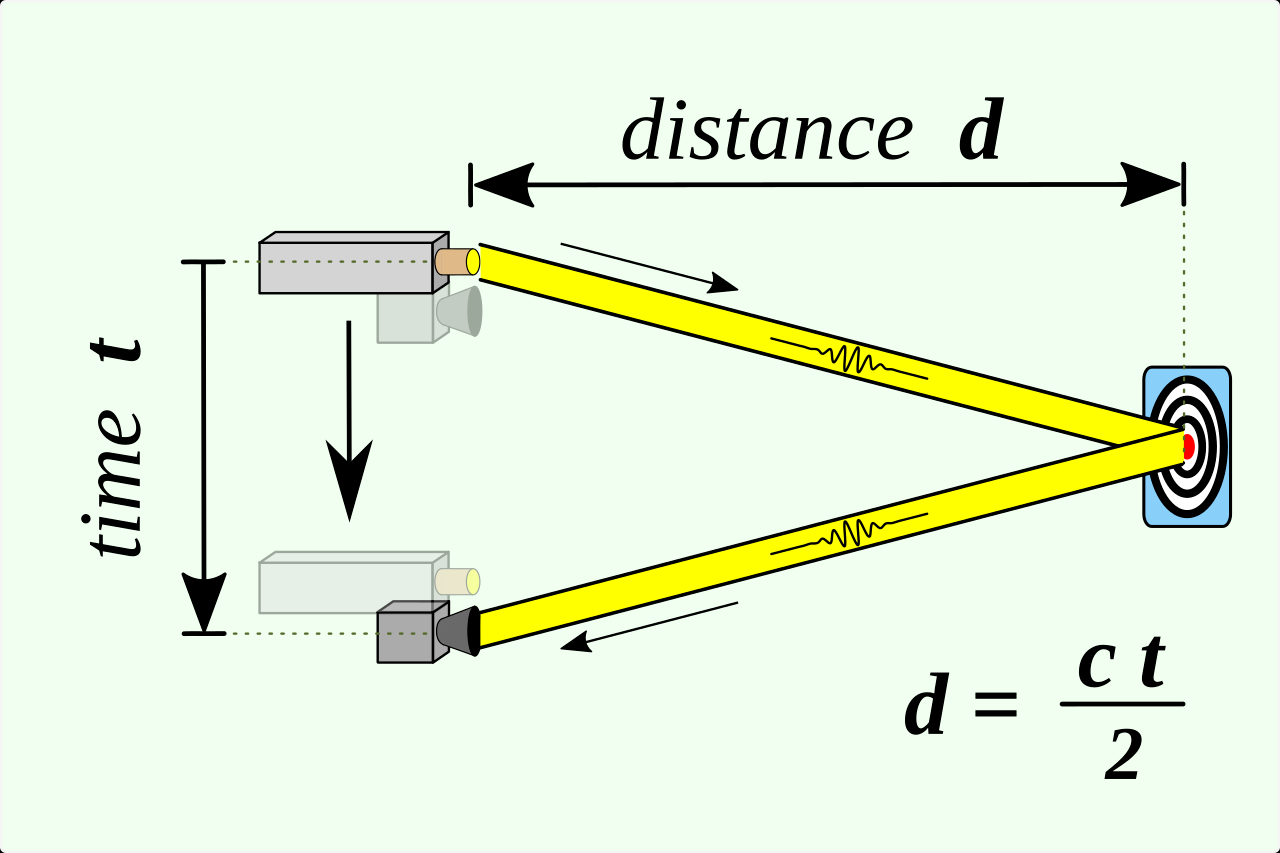 distance d
time t
d = c t / 2